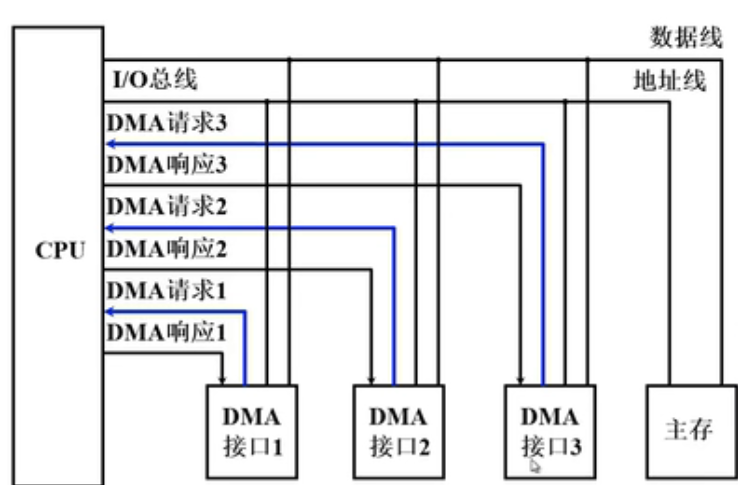 数据线
I/O总线
地址线
DMA请求3
DMA响应3
DMA请求2
CPU
DMA响应2
DMA请求1
DMA响应1
DMA
接口1
DMA
接口2
DMA
接口3
主存